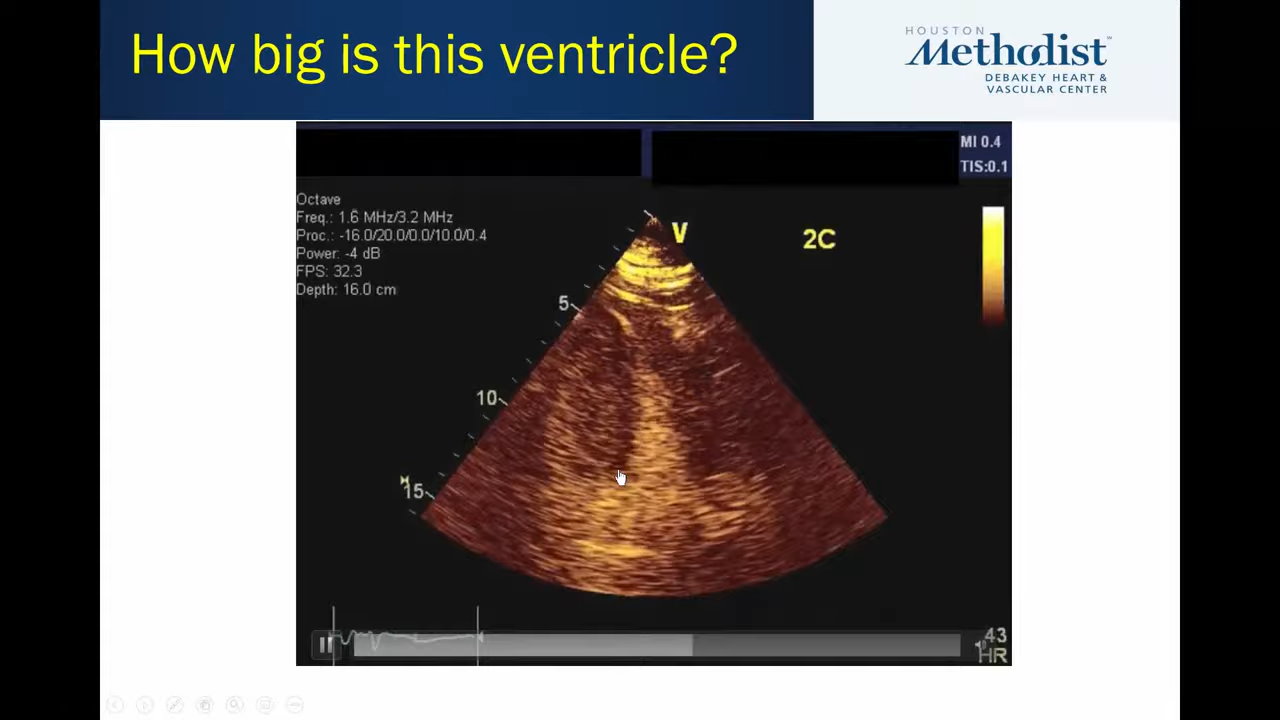 How big is this ventricle?
HOUSTON
Methodist
DEBAKEY HEART &
VASCULAR CENTER
MI 0.4
TIS:0.1
Octave
Freq.: 1.6 MHz/3.2 MHz
Proc.: -16.0/20.0/0.0/10.0/0.4
Power: -4 dB
FPS: 32.3
Depth: 16.0 cm
V
2C
5
10
15
43
HR